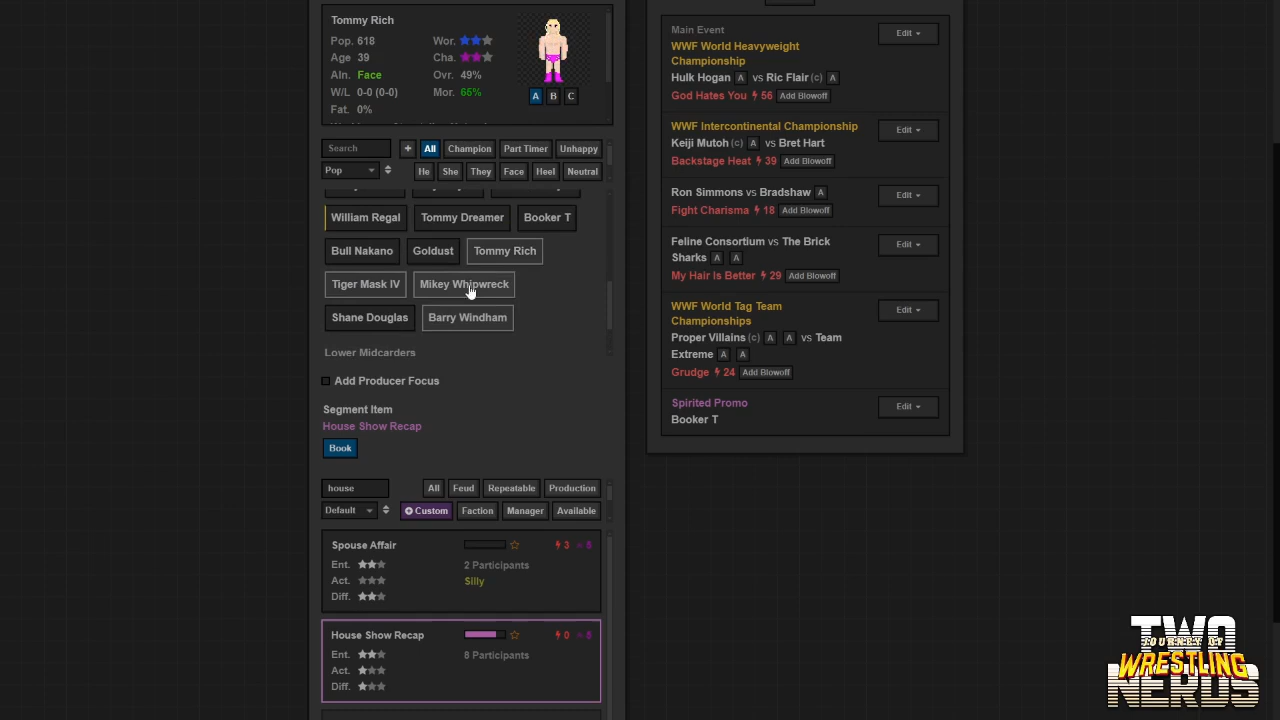 Tommy Rich
Pop. 618
Wor.
Age 39
Cha.
Aln. Face
Ovr. 49%
W/L 0-0 (0-0)
Mor. 65%
Fat. 0%
A B C
Search
+ All Champion Part Timer Unhappy
Pop
He She They Face Heel Neutral
William Regal Tommy Dreamer Booker T
Bull Nakano Goldust Tommy Rich
Tiger Mask IV Mikey Whipwreck
Shane Douglas Barry Windham
Lower Midcarders
Add Producer Focus
Segment Item
House Show Recap
Book
house
All Feud Repeatable Production
Default
Custom Faction Manager Available
Spouse Affair
3 5
Ent.
2 Participants
Act.
Silly
Diff.
House Show Recap
0 5
Ent.
8 Participants
Act.
Diff.
Main Event
Edit
WWF World Heavyweight
Championship
Hulk Hogan A vs Ric Flair (c) A
God Hates You 56 Add Blowoff
WWF Intercontinental Championship
Edit
Keiji Mutoh (c) A vs Bret Hart
Backstage Heat 39 Add Blowoff
Ron Simmons vs Bradshaw A
Edit
Fight Charisma 18 Add Blowoff
Feline Consortium vs The Brick
Edit
Sharks A A
My Hair Is Better 29 Add Blowoff
WWF World Tag Team
Edit
Championships
Proper Villains (c) A A vs Team
Extreme A A
Grudge 24 Add Blowoff
Spirited Promo
Edit
Booker T
TWO
JOURNEY OF
WRESTLING
NERDS